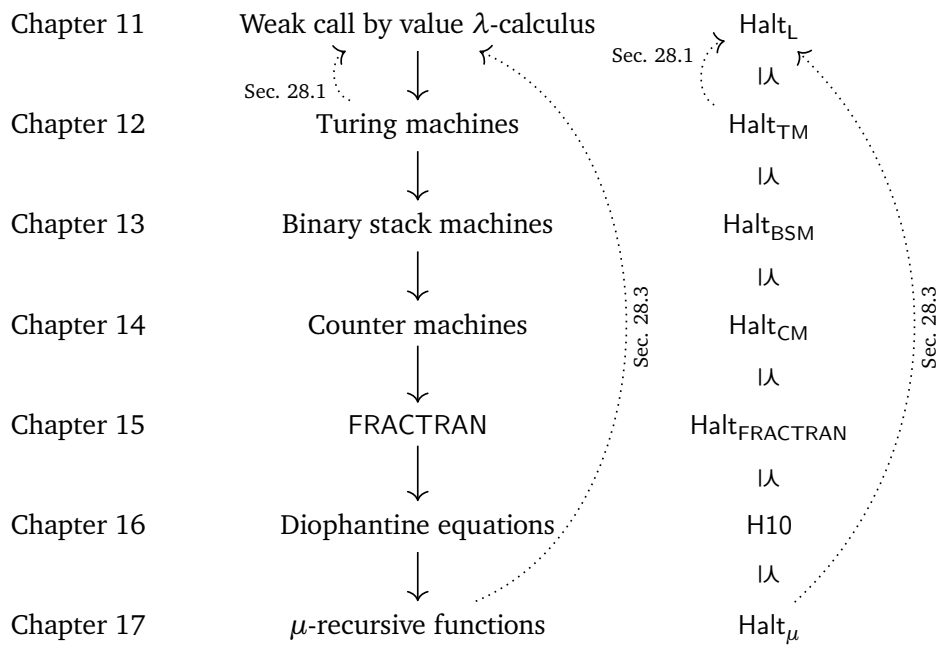 Chapter 11 Weak call by value λ-calculus Halt_L
Sec. 28.1 Sec. 28.1 ≼
Chapter 12 Turing machines Halt_TM
≼
Chapter 13 Binary stack machines Halt_BSM
≼
Sec. 28.3 Sec. 28.3
Chapter 14 Counter machines Halt_CM
≼
Chapter 15 FRACTRAN Halt_FRACTRAN
≼
Chapter 16 Diophantine equations H10
≼
Chapter 17 μ-recursive functions Halt_μ